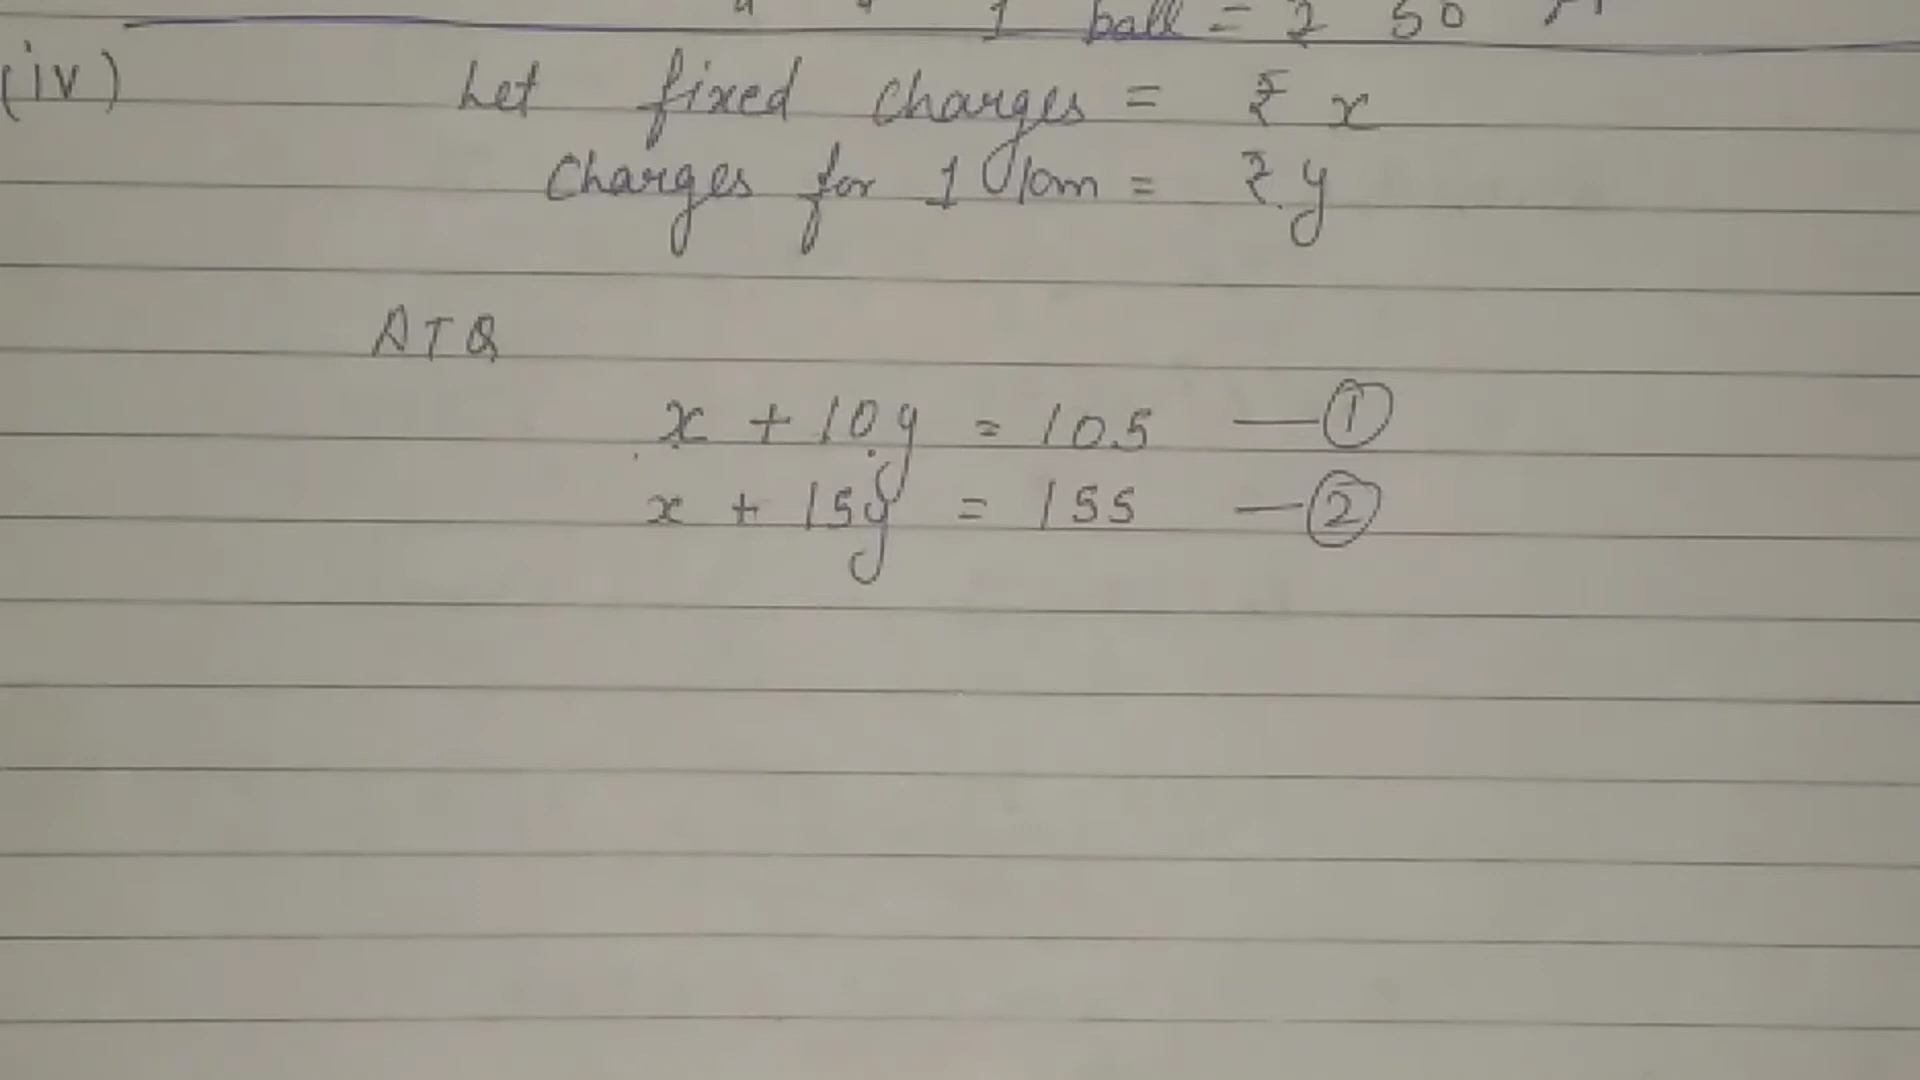 1 ball = ₹ 50
(iv) Let fixed charges = ₹ x
Charges for 1 km = ₹ y
ATQ
x + 10y = 105 — ①
x + 15y = 155 — ②